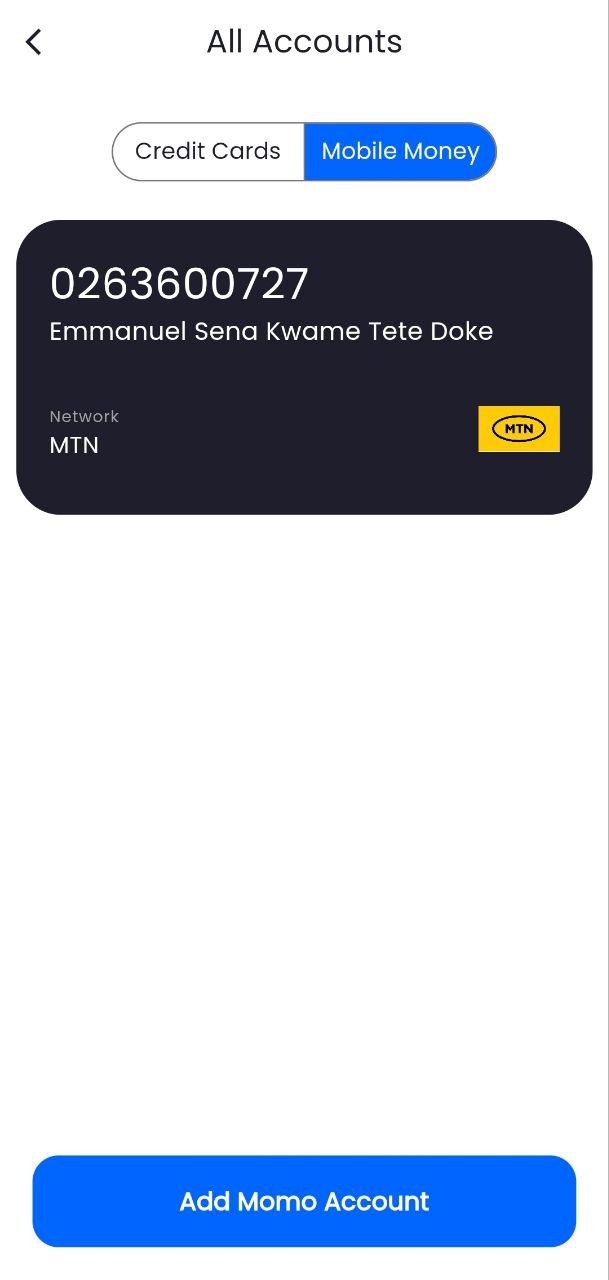 All Accounts
Credit Cards Mobile Money
0263600727
Emmanuel Sena Kwame Tete Doke
Network
MTN
MTN
Add Momo Account